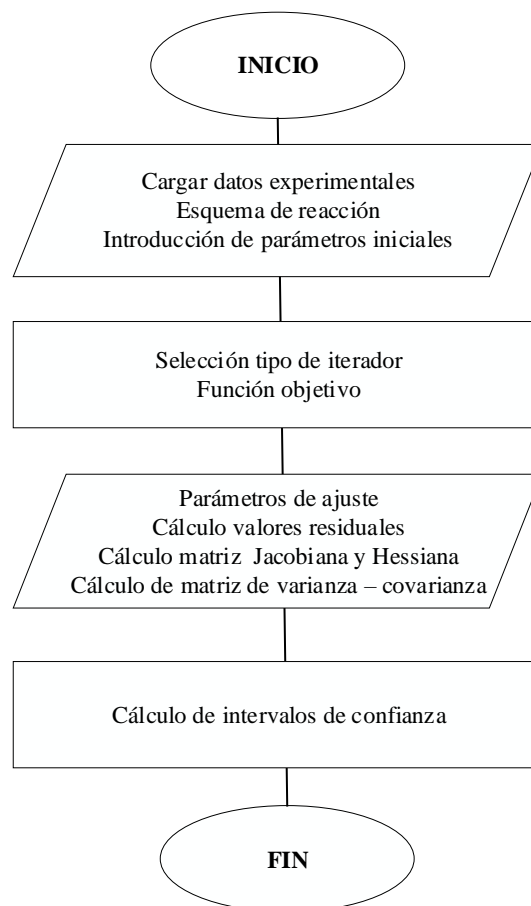 INICIO
Cargar datos experimentales
Esquema de reacción
Introducción de parámetros iniciales
Selección tipo de iterador
Función objetivo
Parámetros de ajuste
Cálculo valores residuales
Cálculo matriz Jacobiana y Hessiana
Cálculo de matriz de varianza – covarianza
Cálculo de intervalos de confianza
FIN